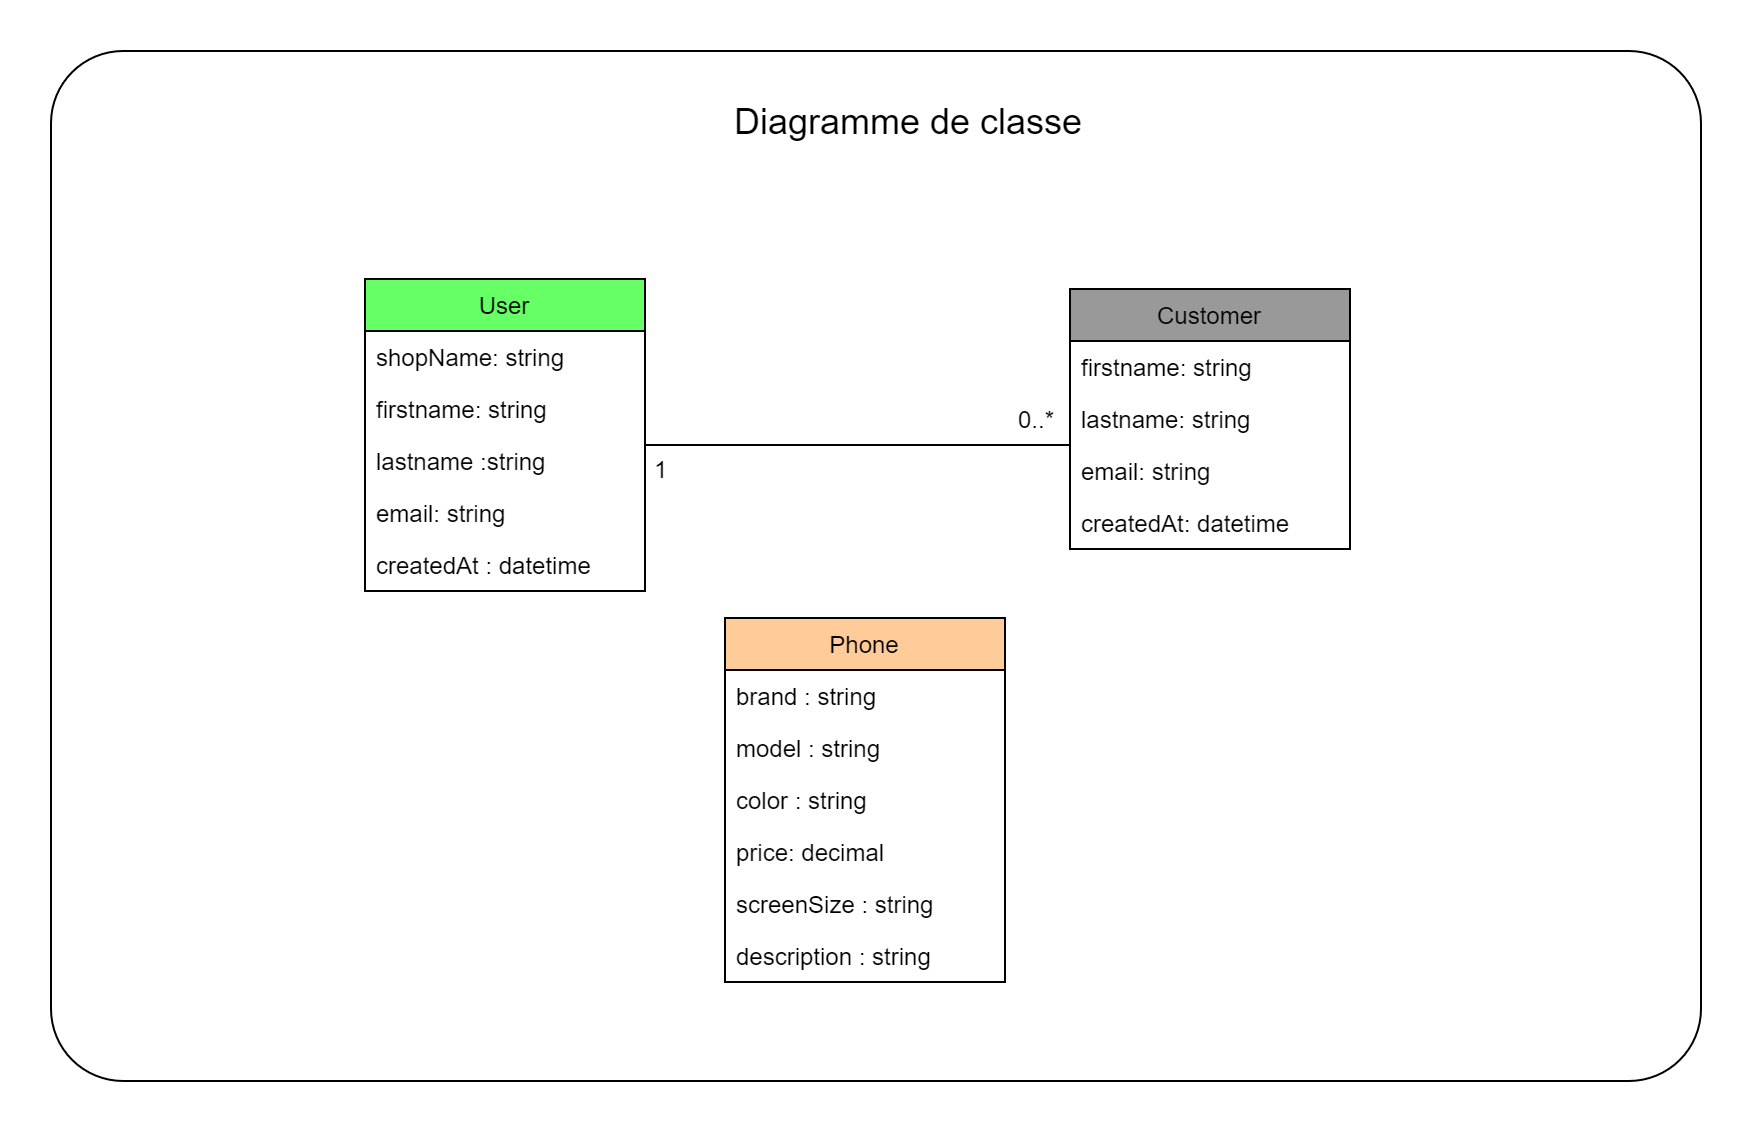 Diagramme de classe
User
shopName: string
firstname: string
lastname :string
email: string
createdAt : datetime
1
0..*
Customer
firstname: string
lastname: string
email: string
createdAt: datetime
Phone
brand : string
model : string
color : string
price: decimal
screenSize : string
description : string